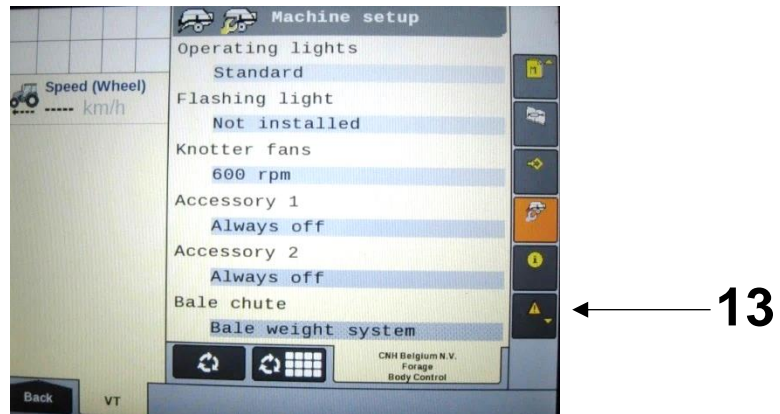 Machine setup
Operating lights
Standard
Speed (Wheel)
----- km/h
Flashing light
Not installed
Knotter fans
600 rpm
Accessory 1
Always off
Accessory 2
Always off
Bale chute
Bale weight system
13
CNH Belgium N.V.
Forage
Body Control
Back
VT